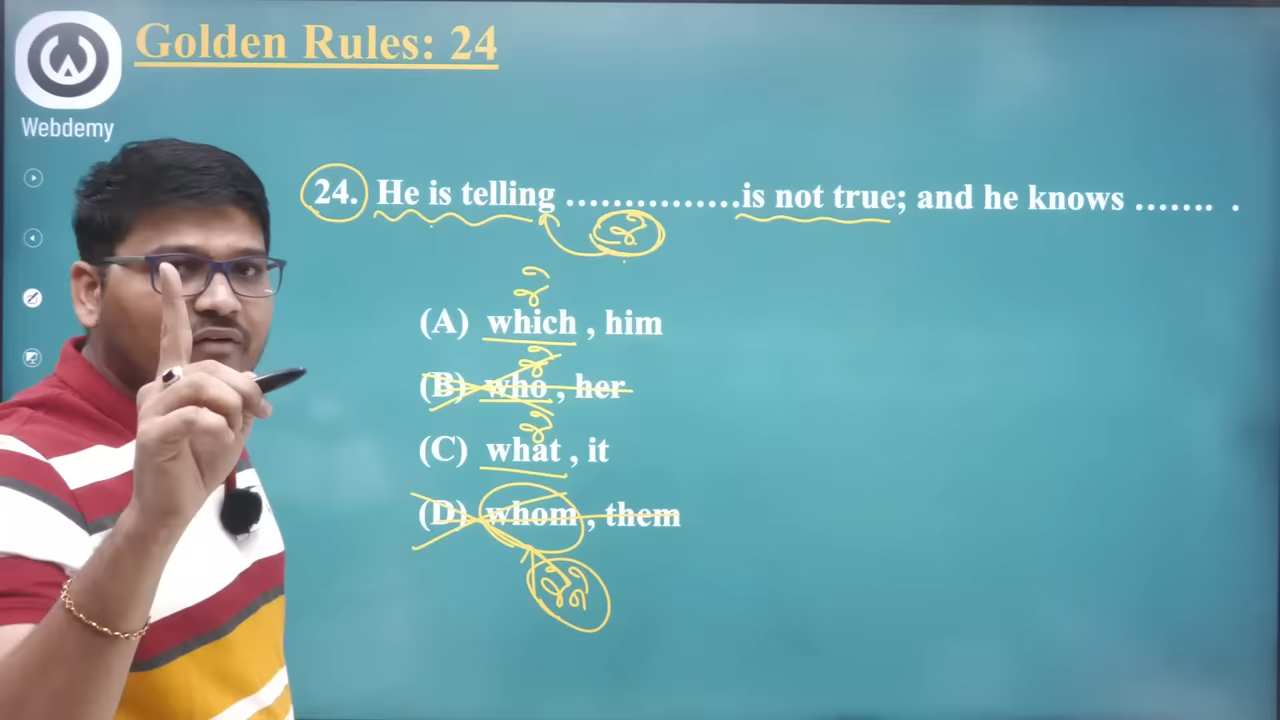 Golden Rules: 24
Webdemy
24. He is telling ……………is not true; and he knows ……. .
(A) which , him
(B) who , her
(C) what , it
(D) whom , them